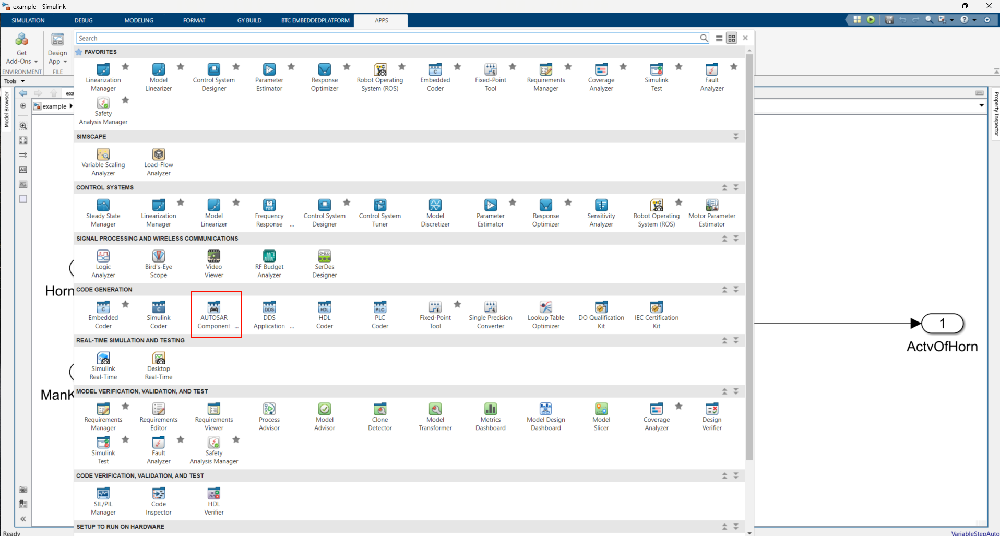 example - Simulink
SIMULATION DEBUG MODELING FORMAT GY BUILD BTC EMBEDDEDPLATFORM APPS
Get Add-Ons
Design App
ENVIRONMENT FILE
Search
Tools
Model Browser
Property Inspector
exa
example
FAVORITES
Linearization Manager
Model Linearizer
Control System Designer
Parameter Estimator
Response Optimizer
Robot Operating System (ROS)
Embedded Coder
Fixed-Point Tool
Requirements Manager
Coverage Analyzer
Simulink Test
Fault Analyzer
Safety Analysis Manager
SIMSCAPE
Variable Scaling Analyzer
Load-Flow Analyzer
CONTROL SYSTEMS
Steady State Manager
Linearization Manager
Model Linearizer
Frequency Response ...
Control System Designer
Control System Tuner
Model Discretizer
Parameter Estimator
Response Optimizer
Sensitivity Analyzer
Robot Operating System (ROS)
Motor Parameter Estimator
SIGNAL PROCESSING AND WIRELESS COMMUNICATIONS
Logic Analyzer
Bird's-Eye Scope
Video Viewer
RF Budget Analyzer
SerDes Designer
CODE GENERATION
Embedded Coder
Simulink Coder
AUTOSAR Component ...
DDS Application ...
HDL Coder
PLC Coder
Fixed-Point Tool
Single Precision Converter
Lookup Table Optimizer
DO Qualification Kit
IEC Certification Kit
REAL-TIME SIMULATION AND TESTING
Simulink Real-Time
Desktop Real-Time
MODEL VERIFICATION, VALIDATION, AND TEST
Requirements Manager
Requirements Editor
Requirements Viewer
Process Advisor
Model Advisor
Clone Detector
Model Transformer
Metrics Dashboard
Model Design Dashboard
Model Slicer
Coverage Analyzer
Design Verifier
Simulink Test
Fault Analyzer
Safety Analysis Manager
CODE VERIFICATION, VALIDATION, AND TEST
SIL/PIL Manager
Code Inspector
HDL Verifier
SETUP TO RUN ON HARDWARE
Horn
ManK
1
ActvOfHorn
Ready
VariableStepAuto